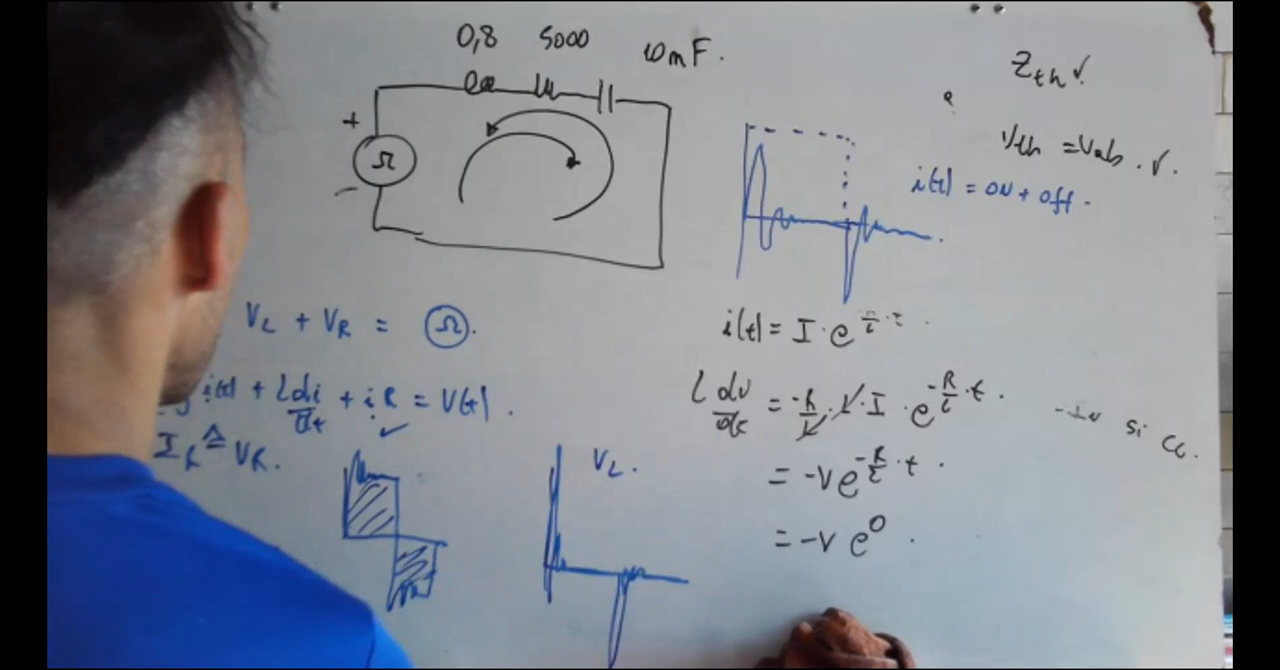 0,8 5000 10mF.
+
Ω
-
Zth ✓.
Vth = Vab . ✓.
i(t) = ON + Off .
VL + VR = Ω.
i(t) + L di/dt + i R = V(t) .
IR ≙ VR.
VL .
i(t) = I · e
L dv/dt = -R/L · L · I · e^-R/L · t .
si CC.
= -V e^-R/L · t .
= -V e^0 .